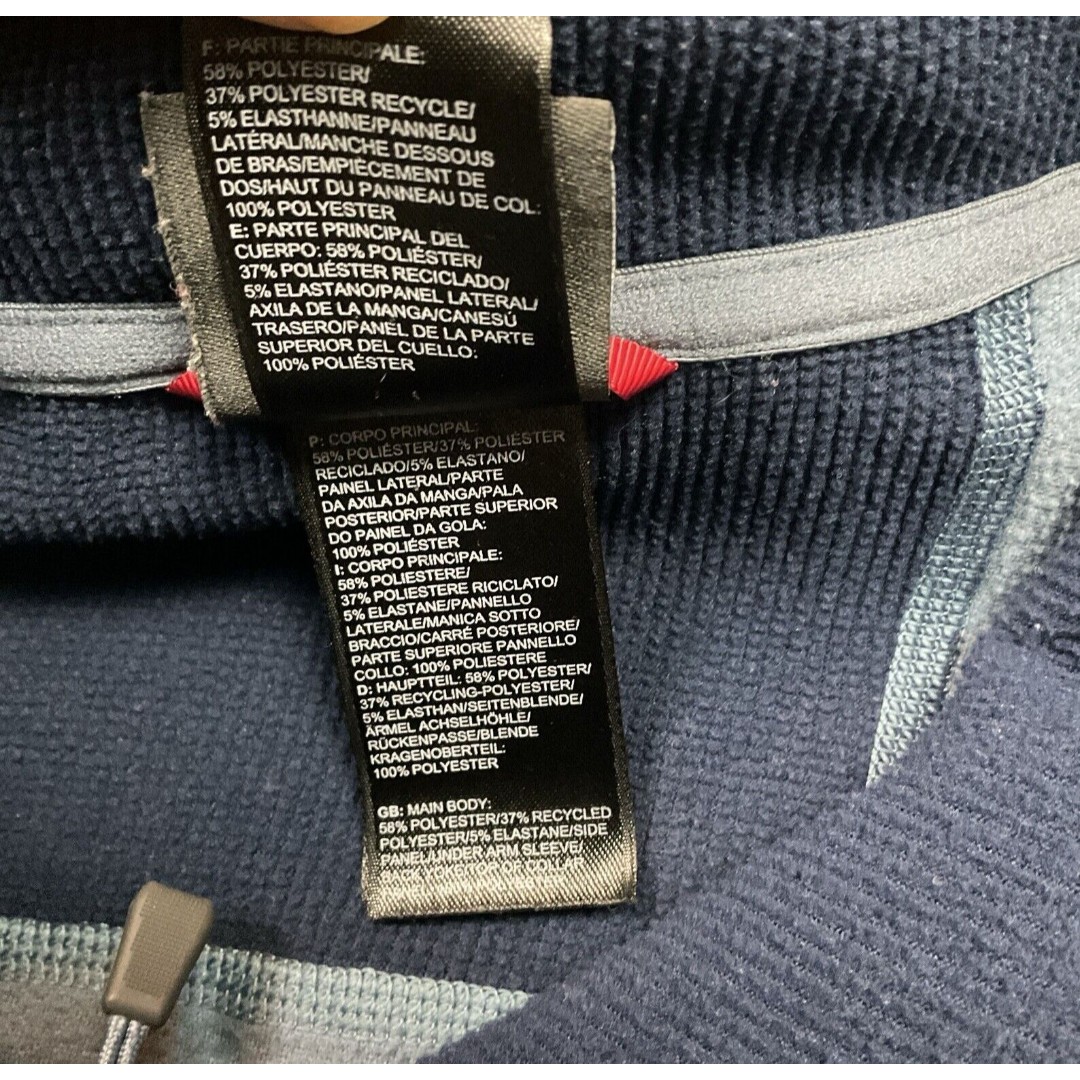 F: PARTIE PRINCIPALE:
58% POLYESTER/
37% POLYESTER RECYCLE/
5% ELASTHANNE/PANNEAU
LATÉRAL/MANCHE DESSOUS
DE BRAS/EMPIÈCEMENT DE
DOS/HAUT DU PANNEAU DE COL:
100% POLYESTER
E: PARTE PRINCIPAL DEL
CUERPO: 58% POLIÉSTER/
37% POLIÉSTER RECICLADO/
5% ELASTANO/PANEL LATERAL/
AXILA DE LA MANGA/CANESÚ
TRASERO/PANEL DE LA PARTE
SUPERIOR DEL CUELLO:
100% POLIÉSTER
P: CORPO PRINCIPAL:
58% POLIÉSTER/37% POLIÉSTER
RECICLADO/5% ELASTANO/
PAINEL LATERAL/PARTE
DA AXILA DA MANGA/PALA
POSTERIOR/PARTE SUPERIOR
DO PAINEL DA GOLA:
100% POLIÉSTER
I: CORPO PRINCIPALE:
58% POLIESTERE/
37% POLIESTERE RICICLATO/
5% ELASTANE/PANNELLO
LATERALE/MANICA SOTTO
BRACCIO/CARRÉ POSTERIORE/
PARTE SUPERIORE PANNELLO
COLLO: 100% POLIESTERE
D: HAUPTTEIL: 58% POLYESTER/
37% RECYCLING-POLYESTER/
5% ELASTHAN/SEITENBLENDE/
ÄRMEL ACHSELHÖHLE/
RÜCKENPASSE/BLENDE
KRAGENOBERTEIL:
100% POLYESTER
GB: MAIN BODY:
58% POLYESTER/37% RECYCLED
POLYESTER/5% ELASTANE/SIDE
PANEL/UNDER ARM SLEEVE/
BACK YOKE/TOP OF COLLAR